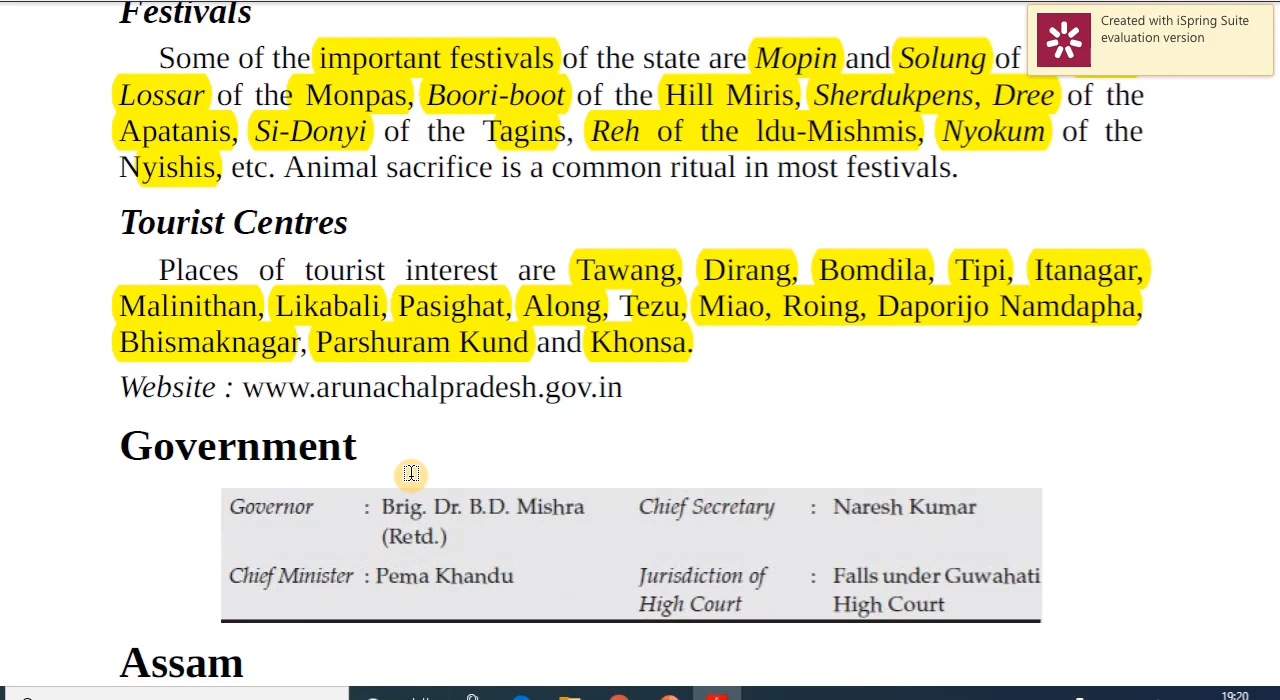 Festivals
Created with iSpring Suite
evaluation version
Some of the important festivals of the state are Mopin and Solung of
Lossar of the Monpas, Boori-boot of the Hill Miris, Sherdukpens, Dree of the
Apatanis, Si-Donyi of the Tagins, Reh of the ldu-Mishmis, Nyokum of the
Nyishis, etc. Animal sacrifice is a common ritual in most festivals.
Tourist Centres
Places of tourist interest are Tawang, Dirang, Bomdila, Tipi, Itanagar,
Malinithan, Likabali, Pasighat, Along, Tezu, Miao, Roing, Daporijo Namdapha,
Bhismaknagar, Parshuram Kund and Khonsa.
Website : www.arunachalpradesh.gov.in
Government
Governor : Brig. Dr. B.D. Mishra Chief Secretary : Naresh Kumar
(Retd.)
Chief Minister : Pema Khandu Jurisdiction of : Falls under Guwahati
High Court High Court
Assam
19:20